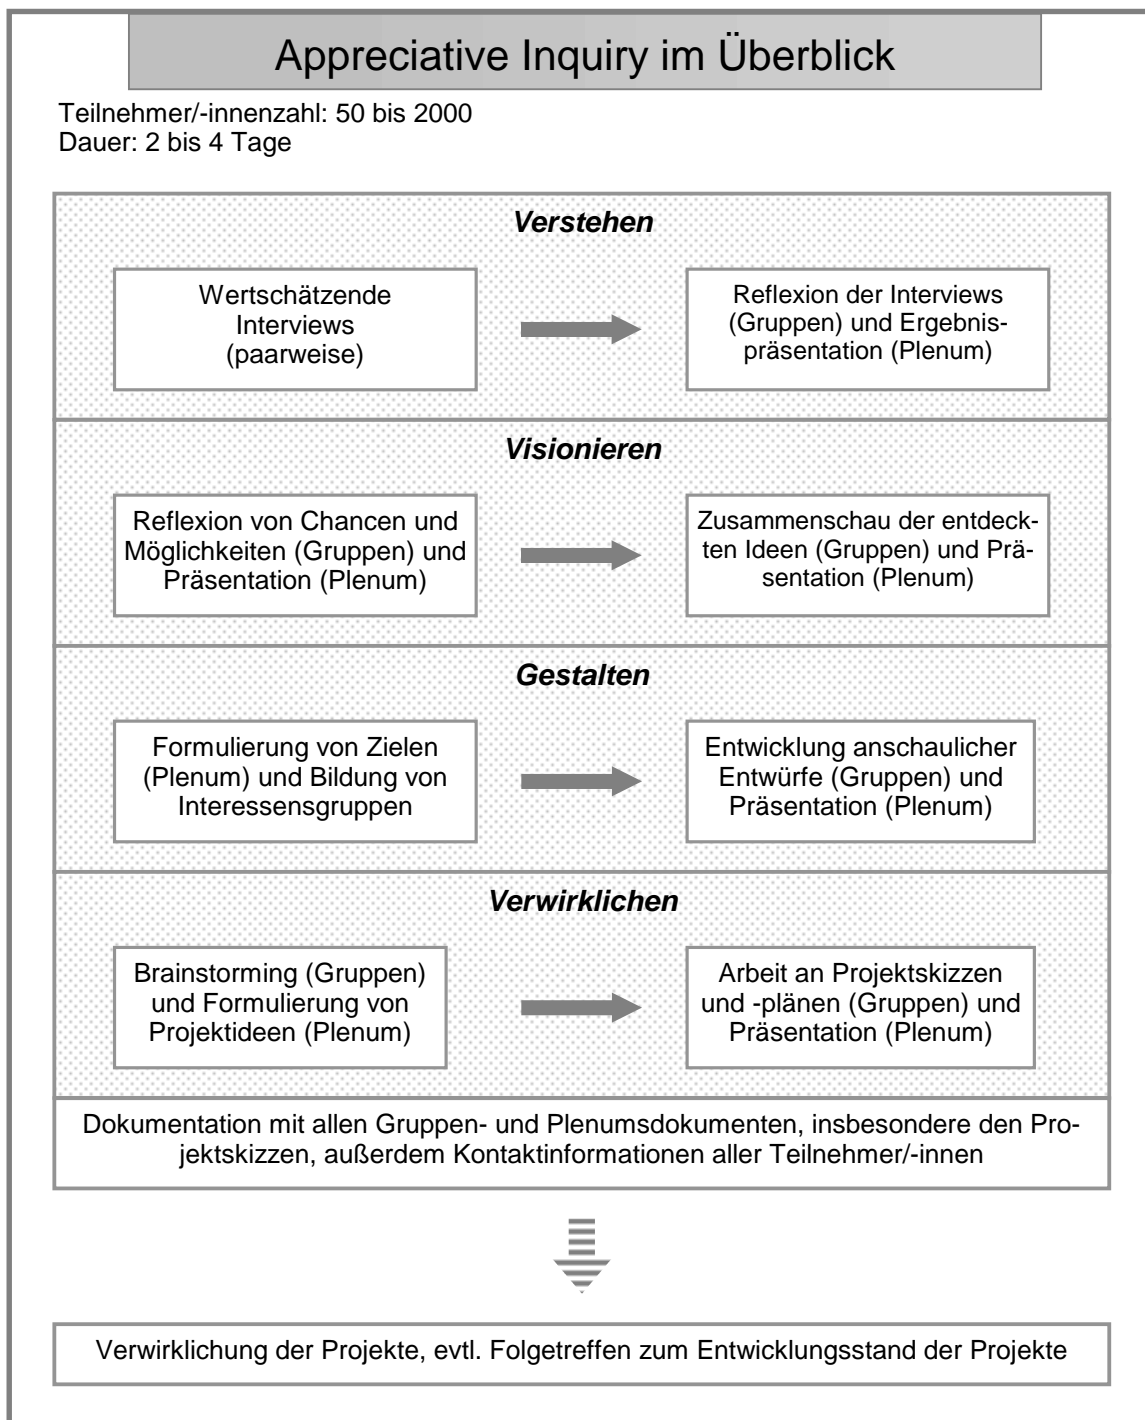 Appreciative Inquiry im Überblick
Teilnehmer/-innenzahl: 50 bis 2000
Dauer: 2 bis 4 Tage
Verstehen
Wertschätzende
Interviews
(paarweise)
Reflexion der Interviews
(Gruppen) und Ergebnis-
präsentation (Plenum)
Visionieren
Reflexion von Chancen und
Möglichkeiten (Gruppen) und
Präsentation (Plenum)
Zusammenschau der entdeck-
ten Ideen (Gruppen) und Prä-
sentation (Plenum)
Gestalten
Formulierung von Zielen
(Plenum) und Bildung von
Interessensgruppen
Entwicklung anschaulicher
Entwürfe (Gruppen) und
Präsentation (Plenum)
Verwirklichen
Brainstorming (Gruppen)
und Formulierung von
Projektideen (Plenum)
Arbeit an Projektskizzen
und -plänen (Gruppen) und
Präsentation (Plenum)
Dokumentation mit allen Gruppen- und Plenumsdokumenten, insbesondere den Pro-
jektskizzen, außerdem Kontaktinformationen aller Teilnehmer/-innen
Verwirklichung der Projekte, evtl. Folgetreffen zum Entwicklungsstand der Projekte